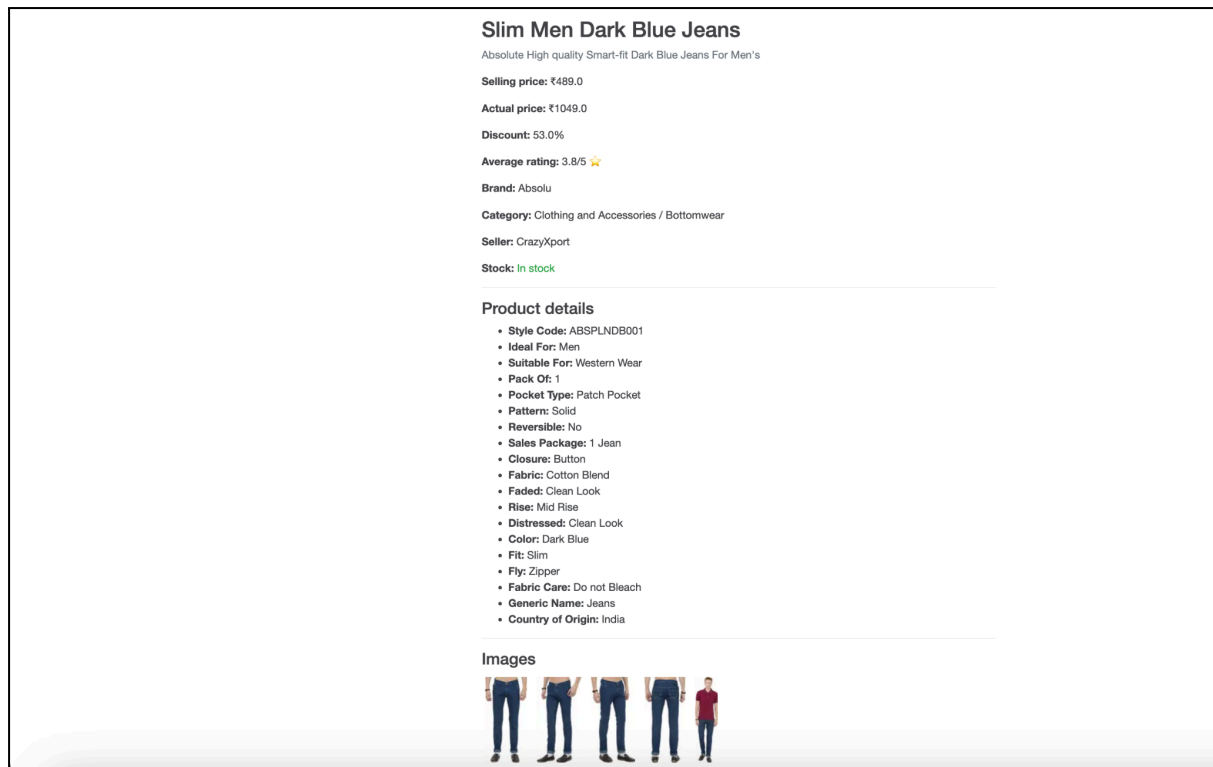 Slim Men Dark Blue Jeans
Absolute High quality Smart-fit Dark Blue Jeans For Men's
Selling price: ₹489.0
Actual price: ₹1049.0
Discount: 53.0%
Average rating: 3.8/5 ⭐
Brand: Absolu
Category: Clothing and Accessories / Bottomwear
Seller: CrazyXport
Stock: In stock
Product details
• Style Code: ABSPLNDB001
• Ideal For: Men
• Suitable For: Western Wear
• Pack Of: 1
• Pocket Type: Patch Pocket
• Pattern: Solid
• Reversible: No
• Sales Package: 1 Jean
• Closure: Button
• Fabric: Cotton Blend
• Faded: Clean Look
• Rise: Mid Rise
• Distressed: Clean Look
• Color: Dark Blue
• Fit: Slim
• Fly: Zipper
• Fabric Care: Do not Bleach
• Generic Name: Jeans
• Country of Origin: India
Images